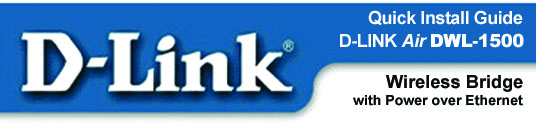 D-Link®
Quick Install Guide
D-LINK Air DWL-1500
Wireless Bridge
with Power over Ethernet